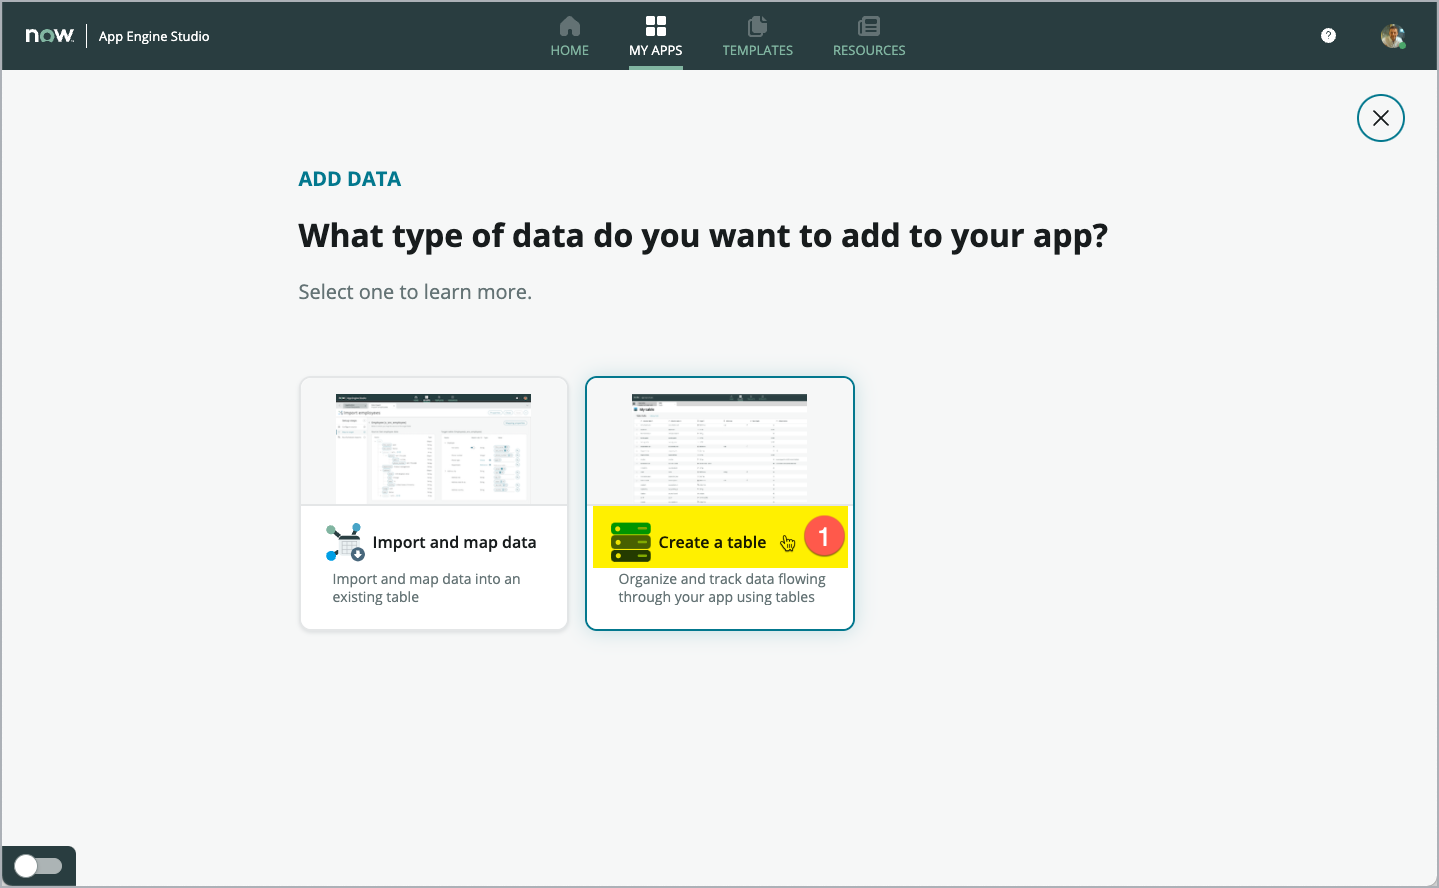 now.
App Engine Studio
HOME
MY APPS
TEMPLATES
RESOURCES
?
ADD DATA
What type of data do you want to add to your app?
Select one to learn more.
Import and map data
Import and map data into an
existing table
Create a table
1
Organize and track data flowing
through your app using tables